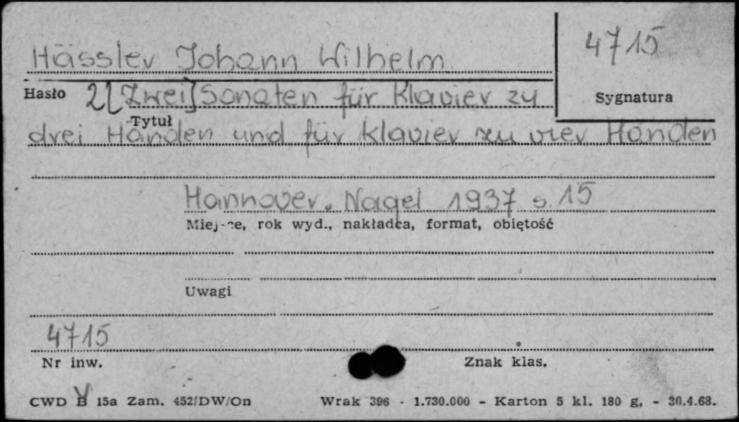 Hässler Johann Wilhelm
4715
Hasło 2[Zwei]Sonaten für Klavier zu
Sygnatura
Tytuł
drei Händen und für Klavier zu vier Händen
Hannover. Nagel 1937 s. 15
Miejsce, rok wyd., nakładca, format, objętość
Uwagi
4715
Nr inw.
Znak klas.
CWD B 15a Zam. 452/DW/On Wrak 396 - 1.730.000 - Karton 5 kl. 180 g, - 30.4.68.